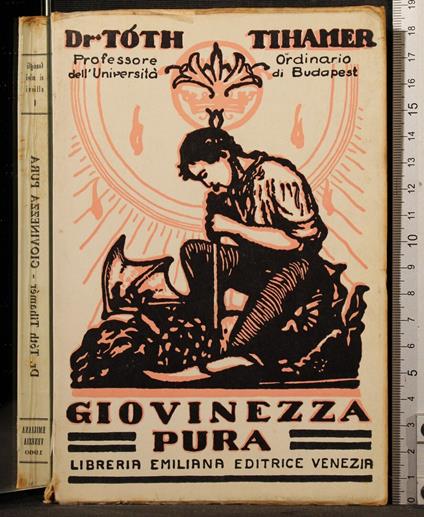 Dr TÓTH TIHAMER
Professore Ordinario
dell'Università di Budapest
GIOVINEZZA
PURA
LIBRERIA EMILIANA EDITRICE VENEZIA
Dr. Tóth Tihamér - GIOVINEZZA PURA